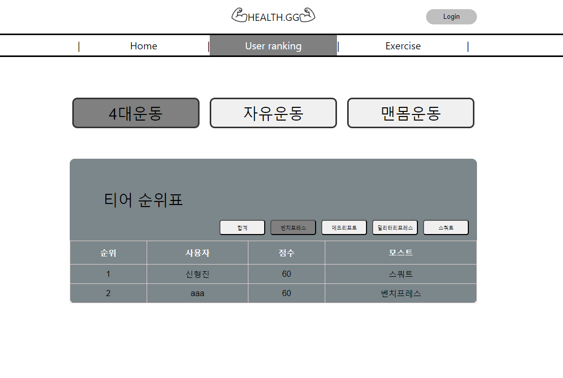 HEALTH.GG
Login
Home
User ranking
Exercise
4대운동
자유운동
맨몸운동
티어 순위표
합계
벤치프레스
데드리프트
밀리터리프레스
스쿼트
순위 사용자 점수 모스트
1 신형진 60 스쿼트
2 aaa 60 벤치프레스